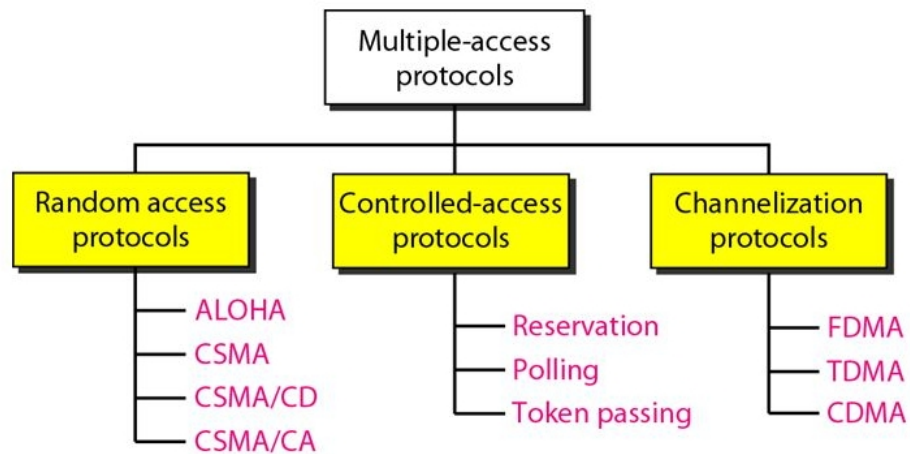 Multiple-access
protocols
Random access
protocols
Controlled-access
protocols
Channelization
protocols
ALOHA
CSMA
CSMA/CD
CSMA/CA
Reservation
Polling
Token passing
FDMA
TDMA
CDMA